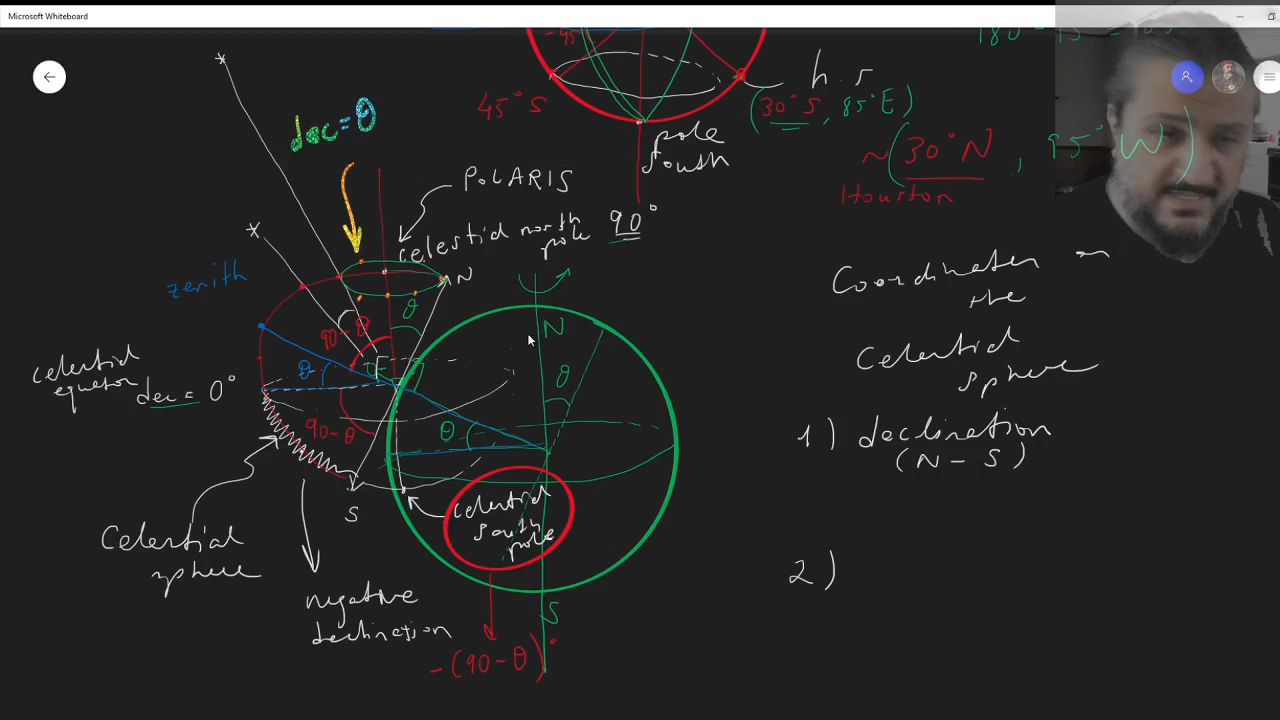 Microsoft Whiteboard
-45
180-
h.s
45°S
(30°S, 85°E)
pole
South
~(30°N, 95°W)
Houston
dec=θ
POLARIS
celestial north
pole 90°
zenith
N
θ
90-θ
N
θ
celestial
equator
dec = 0°
θ
90-θ
θ
S
celestial
south
pole
Celestial
sphere
negative
declination
-(90-θ)°
S
Coordinates on
the
Celestial
sphere
1) declination
(N-S)
2)